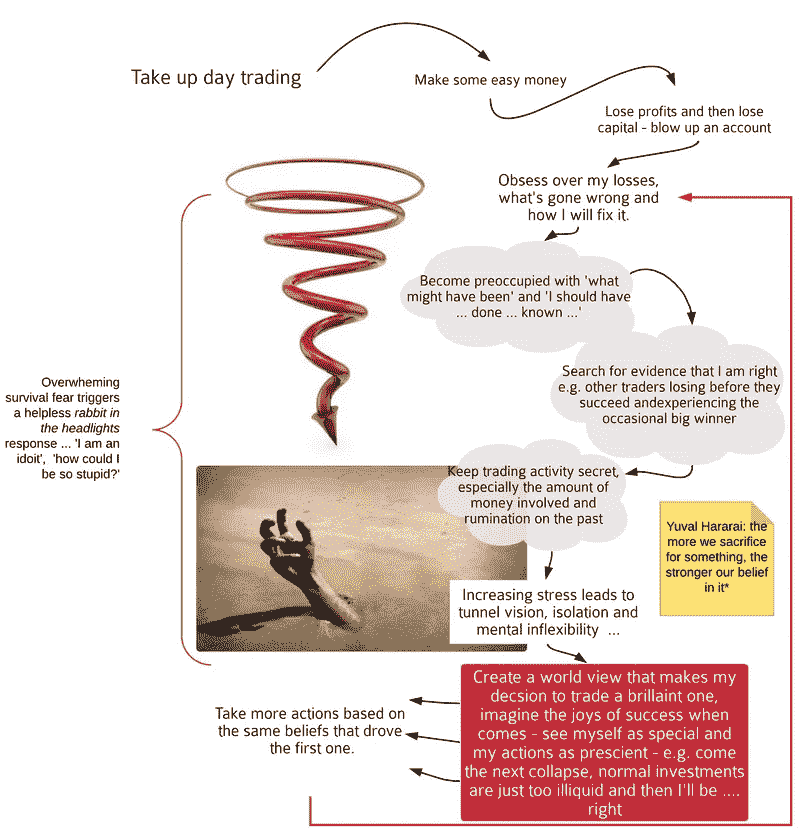 Take up day trading
Make some easy money
Lose profits and then lose
capital - blow up an account
Obsess over my losses,
what's gone wrong and
how I will fix it.
Become preoccupied with 'what
might have been' and 'I should have
... done ... known ...'
Search for evidence that I am right
e.g. other traders losing before they
succeed andexperiencing the
occasional big winner
Overwheming
survival fear triggers
a helpless rabbit in
the headlights
response ... 'I am an
idoit', 'how could I
be so stupid?'
Keep trading activity secret,
especially the amount of
money involved and
rumination on the past
Yuval Hararai: the
more we sacrifice
for something, the
stronger our belief
in it*
Increasing stress leads to
tunnel vision, isolation and
mental inflexibility ...
Create a world view that makes my
decsion to trade a brillaint one,
imagine the joys of success when
comes - see myself as special and
my actions as prescient - e.g. come
the next collapse, normal investments
are just too illiquid and then I'll be ....
right
Take more actions based on
the same beliefs that drove
the first one.